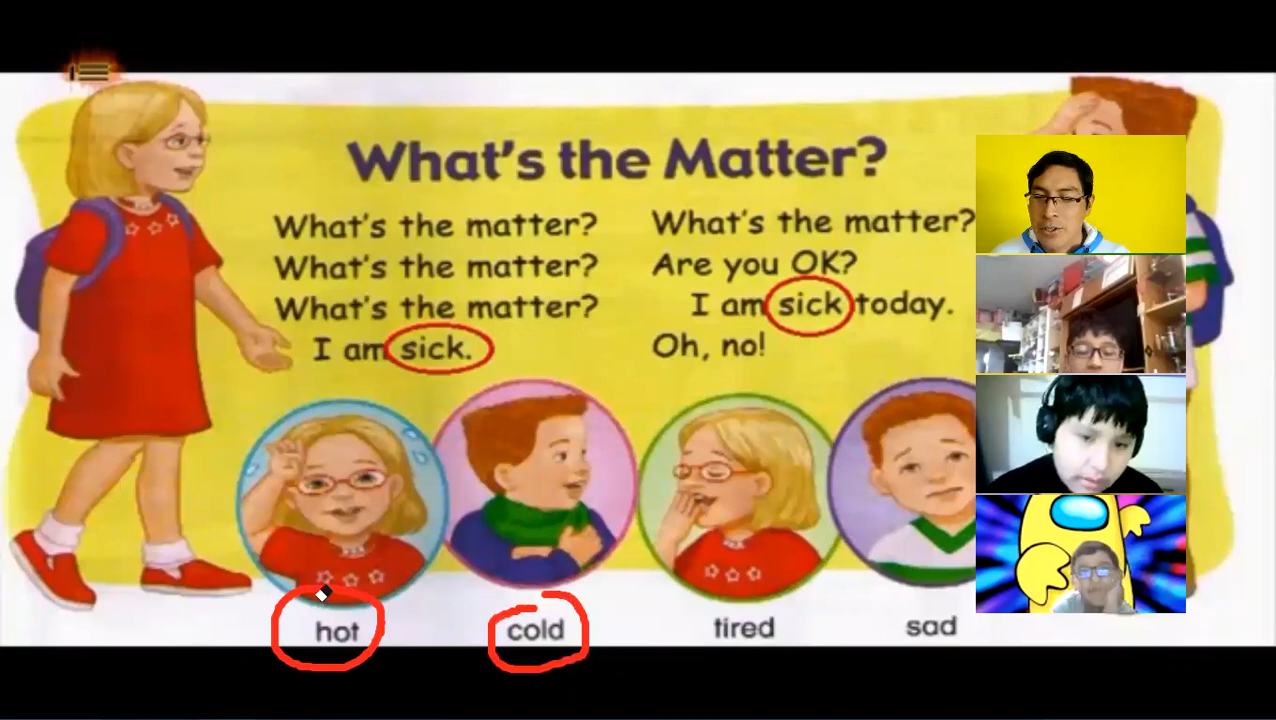 What's the Matter?
What's the matter?
What's the matter?
What's the matter?
I am sick.
What's the matter?
Are you OK?
I am sick today.
Oh, no!
hot
cold
tired
sad